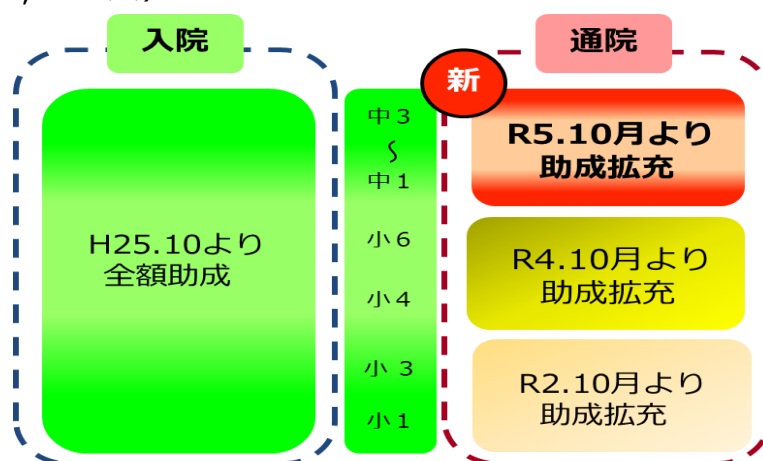 入院
H25.10より
全額助成
中3
～
中1
小6
小4
小 3
小1
新
通院
R5.10月より
助成拡充
R4.10月より
助成拡充
R2.10月より
助成拡充